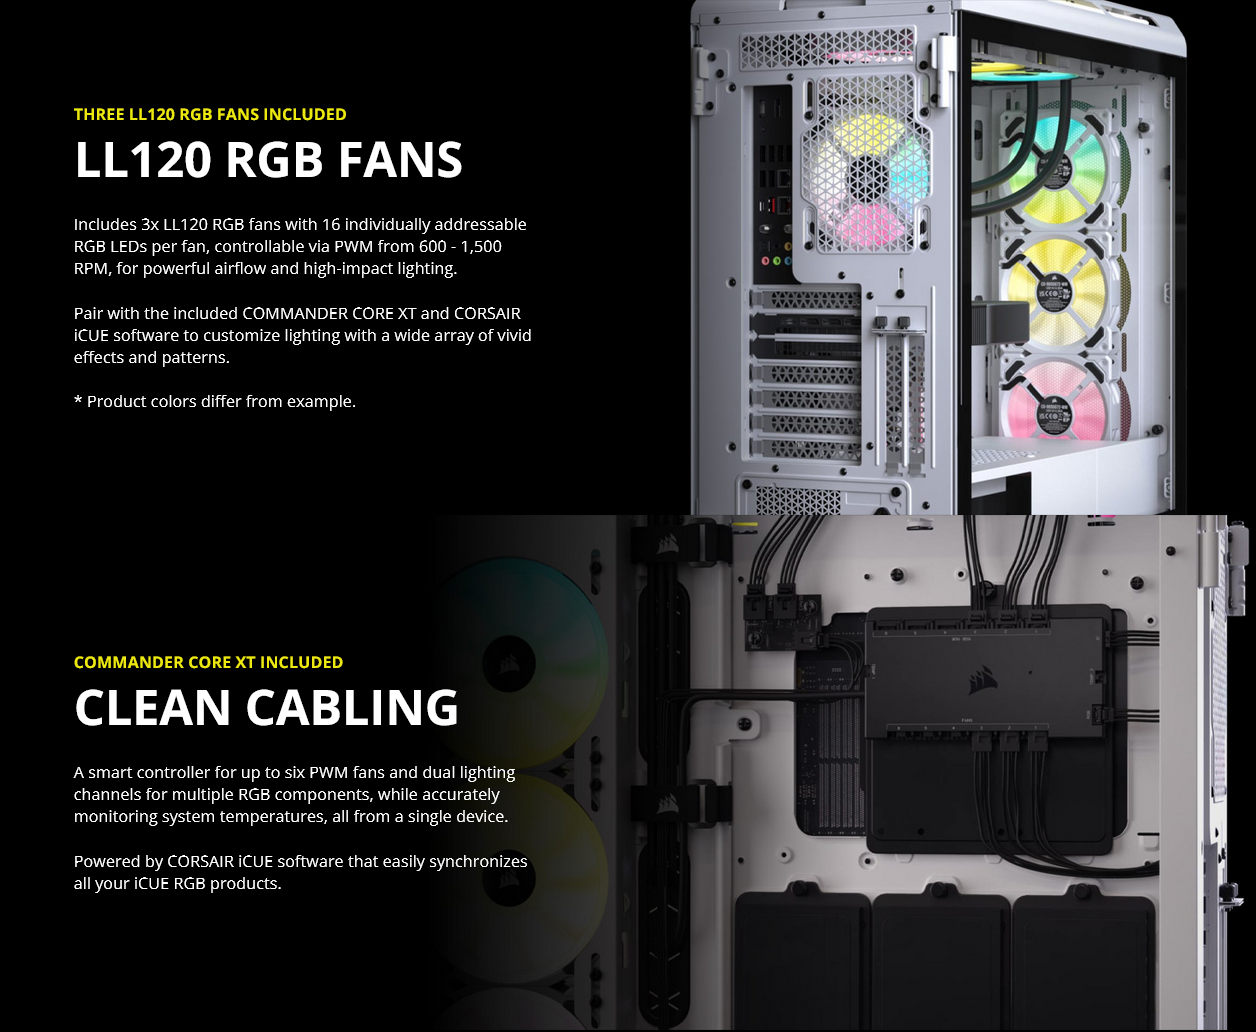 THREE LL120 RGB FANS INCLUDED
LL120 RGB FANS
Includes 3x LL120 RGB fans with 16 individually addressable
RGB LEDs per fan, controllable via PWM from 600 - 1,500
RPM, for powerful airflow and high-impact lighting.
Pair with the included COMMANDER CORE XT and CORSAIR
iCUE software to customize lighting with a wide array of vivid
effects and patterns.
* Product colors differ from example.
COMMANDER CORE XT INCLUDED
CLEAN CABLING
A smart controller for up to six PWM fans and dual lighting
channels for multiple RGB components, while accurately
monitoring system temperatures, all from a single device.
Powered by CORSAIR iCUE software that easily synchronizes
all your iCUE RGB products.